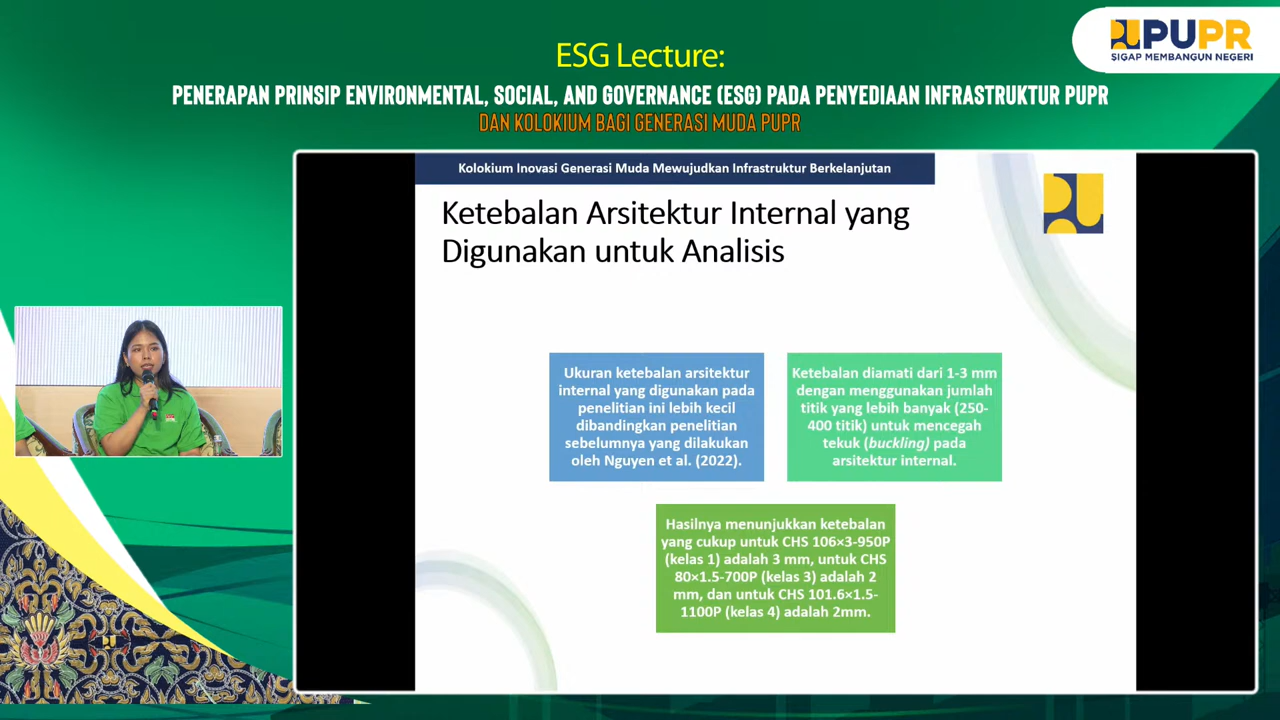 ESG Lecture:
PENERAPAN PRINSIP ENVIRONMENTAL, SOCIAL, AND GOVERNANCE (ESG) PADA PENYEDIAAN INFRASTRUKTUR PUPR
DAN KOLOKIUM BAGI GENERASI MUDA PUPR
PUPR
SIGAP MEMBANGUN NEGERI
Kolokium Inovasi Generasi Muda Mewujudkan Infrastruktur Berkelanjutan
Ketebalan Arsitektur Internal yang
Digunakan untuk Analisis
Ukuran ketebalan arsitektur
internal yang digunakan pada
penelitian ini lebih kecil
dibandingkan penelitian
sebelumnya yang dilakukan
oleh Nguyen et al. (2022).
Ketebalan diamati dari 1-3 mm
dengan menggunakan jumlah
titik yang lebih banyak (250-
400 titik) untuk mencegah
tekuk (buckling) pada
arsitektur internal.
Hasilnya menunjukkan ketebalan
yang cukup untuk CHS 106×3-950P
(kelas 1) adalah 3 mm, untuk CHS
80×1.5-700P (kelas 3) adalah 2
mm, dan untuk CHS 101.6×1.5-
1100P (kelas 4) adalah 2mm.